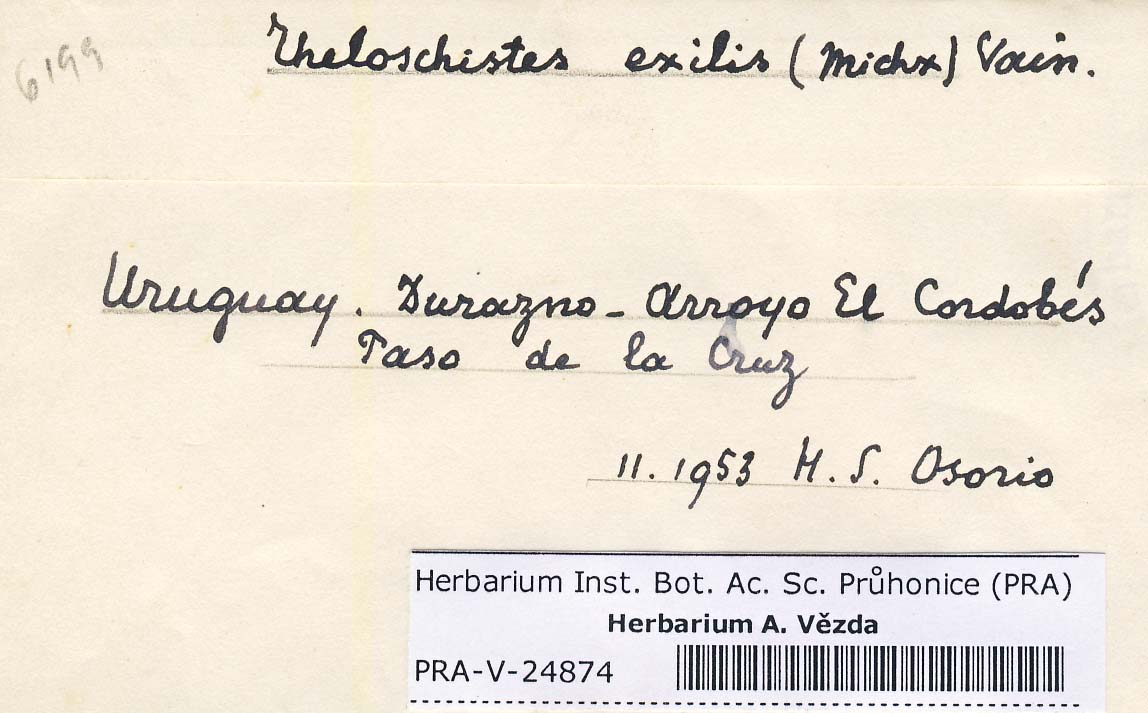 6199
Theloschistes exilis (Michx) Vain.
Uruguay. Durazno - Arroyo El Cordobés
Paso de la Cruz
11. 1953 H. S. Osorio
Herbarium Inst. Bot. Ac. Sc. Průhonice (PRA)
Herbarium A. Vězda
PRA-V-24874